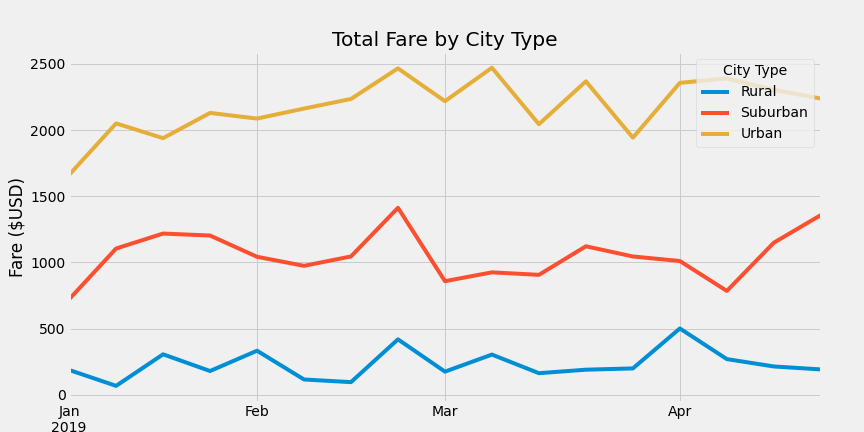 Total Fare by City Type
City Type
Rural
Suburban
Urban
Fare ($USD)
2500
2000
1500
1000
500
0
Jan Feb Mar Apr
2019